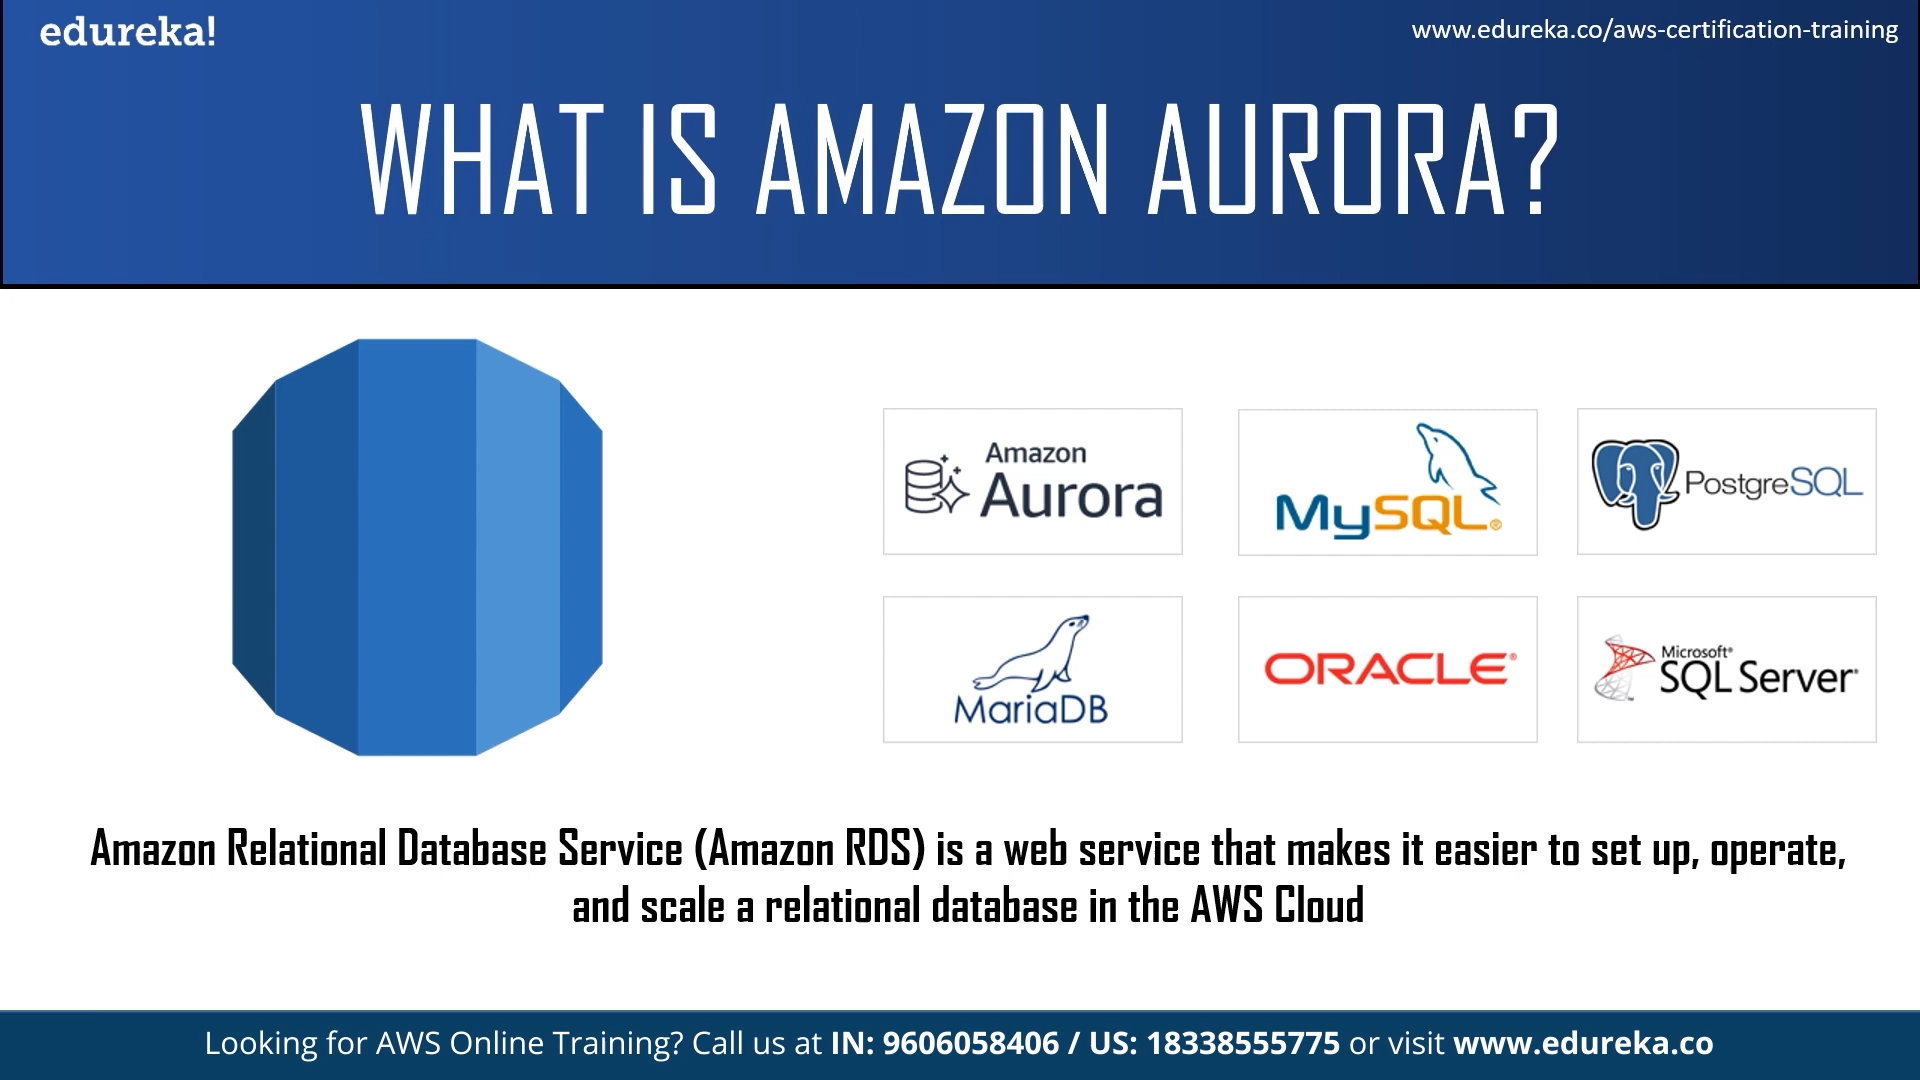 edureka!
www.edureka.co/aws-certification-training
WHAT IS AMAZON AURORA?
Amazon
Aurora
MySQL®
PostgreSQL
MariaDB
ORACLE®
Microsoft®
SQL Server®
Amazon Relational Database Service (Amazon RDS) is a web service that makes it easier to set up, operate,
and scale a relational database in the AWS Cloud
Looking for AWS Online Training? Call us at IN: 9606058406 / US: 18338555775 or visit www.edureka.co